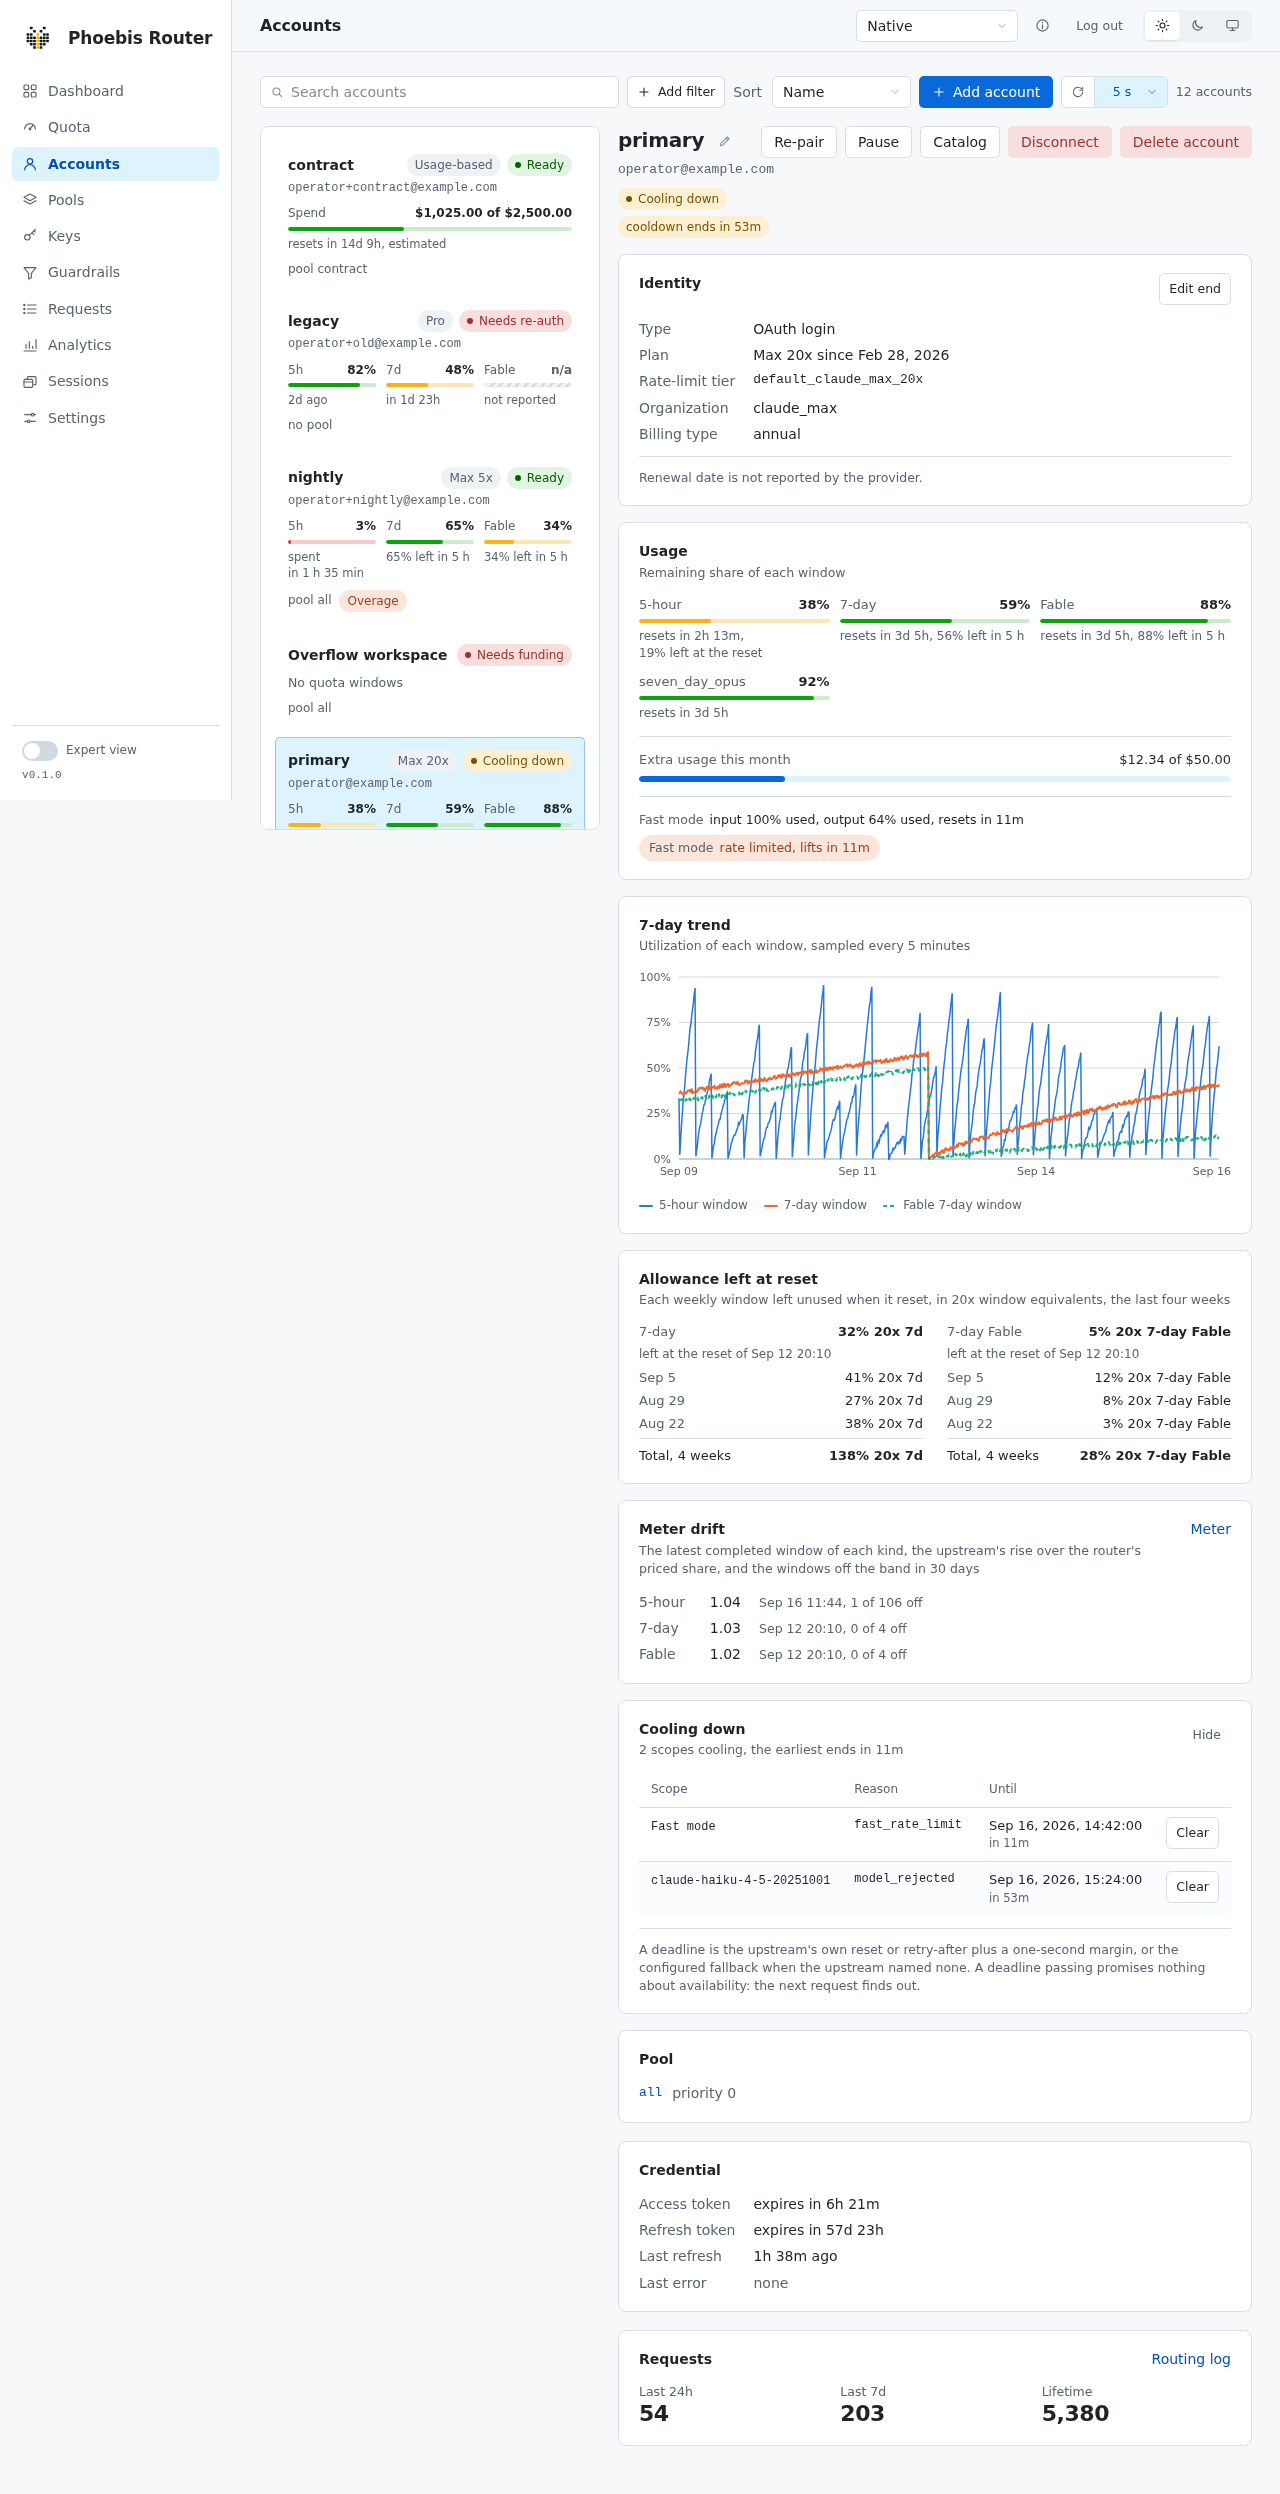 Phoebis Router
Dashboard
Quota
Accounts
Pools
Keys
Guardrails
Requests
Analytics
Sessions
Settings
Expert view
v0.1.0
Accounts
Native
Log out
Search accounts
Add filter
Sort
Name
Add account
5 s
12 accounts
contract Usage-based Ready
operator+contract@example.com
Spend $1,025.00 of $2,500.00
resets in 14d 9h, estimated
pool contract
legacy Pro Needs re-auth
operator+old@example.com
5h 82% 7d 48% Fable n/a
2d ago in 1d 23h not reported
no pool
nightly Max 5x Ready
operator+nightly@example.com
5h 3% 7d 65% Fable 34%
spent 65% left in 5 h 34% left in 5 h
in 1 h 35 min
pool all Overage
Overflow workspace Needs funding
No quota windows
pool all
primary Max 20x Cooling down
operator@example.com
5h 38% 7d 59% Fable 88%
primary Re-pair Pause Catalog Disconnect Delete account
operator@example.com
Cooling down
cooldown ends in 53m
Identity Edit end
Type OAuth login
Plan Max 20x since Feb 28, 2026
Rate-limit tier default_claude_max_20x
Organization claude_max
Billing type annual
Renewal date is not reported by the provider.
Usage
Remaining share of each window
5-hour 38% 7-day 59% Fable 88%
resets in 2h 13m, resets in 3d 5h, 56% left in 5 h resets in 3d 5h, 88% left in 5 h
19% left at the reset
seven_day_opus 92%
resets in 3d 5h
Extra usage this month $12.34 of $50.00
Fast mode input 100% used, output 64% used, resets in 11m
Fast mode rate limited, lifts in 11m
7-day trend
Utilization of each window, sampled every 5 minutes
100%
75%
50%
25%
0%
Sep 09 Sep 11 Sep 14 Sep 16
5-hour window 7-day window Fable 7-day window
Allowance left at reset
Each weekly window left unused when it reset, in 20x window equivalents, the last four weeks
7-day 32% 20x 7d 7-day Fable 5% 20x 7-day Fable
left at the reset of Sep 12 20:10 left at the reset of Sep 12 20:10
Sep 5 41% 20x 7d Sep 5 12% 20x 7-day Fable
Aug 29 27% 20x 7d Aug 29 8% 20x 7-day Fable
Aug 22 38% 20x 7d Aug 22 3% 20x 7-day Fable
Total, 4 weeks 138% 20x 7d Total, 4 weeks 28% 20x 7-day Fable
Meter drift Meter
The latest completed window of each kind, the upstream's rise over the router's
priced share, and the windows off the band in 30 days
5-hour 1.04 Sep 16 11:44, 1 of 106 off
7-day 1.03 Sep 12 20:10, 0 of 4 off
Fable 1.02 Sep 12 20:10, 0 of 4 off
Cooling down Hide
2 scopes cooling, the earliest ends in 11m
Scope Reason Until
Fast mode fast_rate_limit Sep 16, 2026, 14:42:00 Clear
in 11m
claude-haiku-4-5-20251001 model_rejected Sep 16, 2026, 15:24:00 Clear
in 53m
A deadline is the upstream's own reset or retry-after plus a one-second margin, or the
configured fallback when the upstream named none. A deadline passing promises nothing
about availability: the next request finds out.
Pool
all priority 0
Credential
Access token expires in 6h 21m
Refresh token expires in 57d 23h
Last refresh 1h 38m ago
Last error none
Requests Routing log
Last 24h Last 7d Lifetime
54 203 5,380